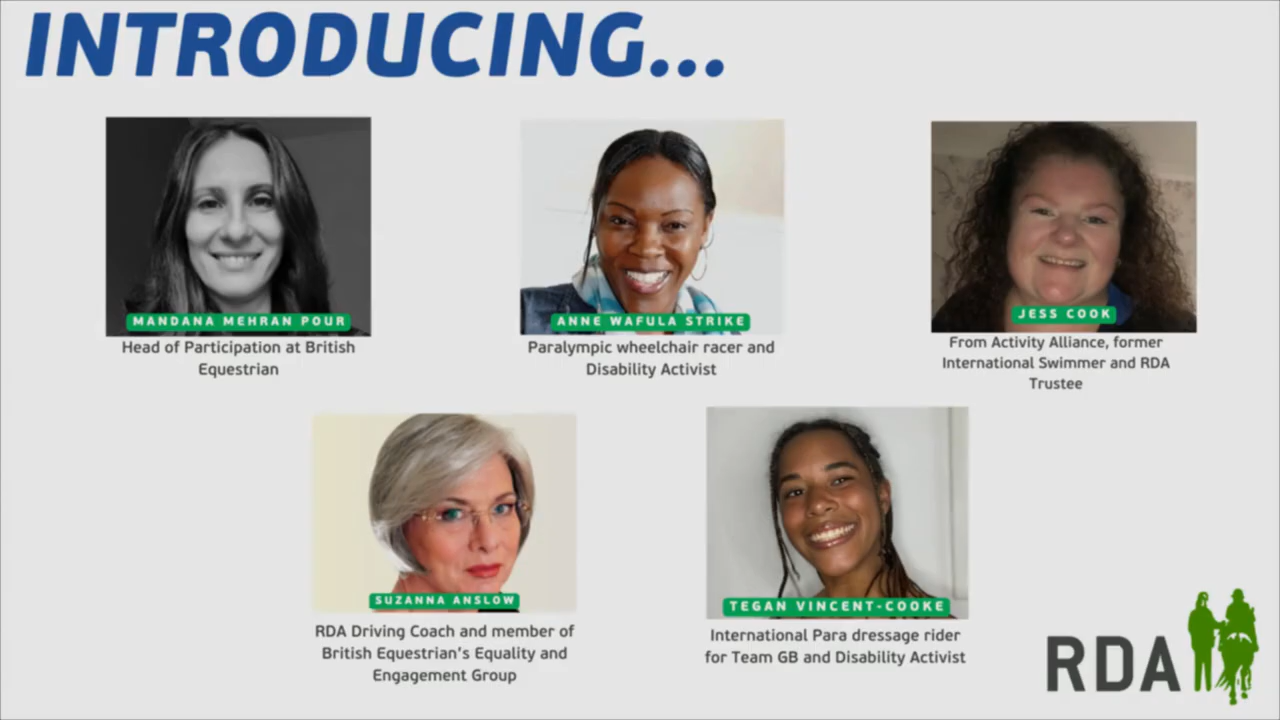 INTRODUCING...
MANDANA MEHRAN POUR
Head of Participation at British
Equestrian
ANNE WAFULA STRIKE
Paralympic wheelchair racer and
Disability Activist
JESS COOK
From Activity Alliance, former
International Swimmer and RDA
Trustee
SUZANNA ANSLOW
RDA Driving Coach and member of
British Equestrian's Equality and
Engagement Group
TEGAN VINCENT-COOKE
International Para dressage rider
for Team GB and Disability Activist
RDA